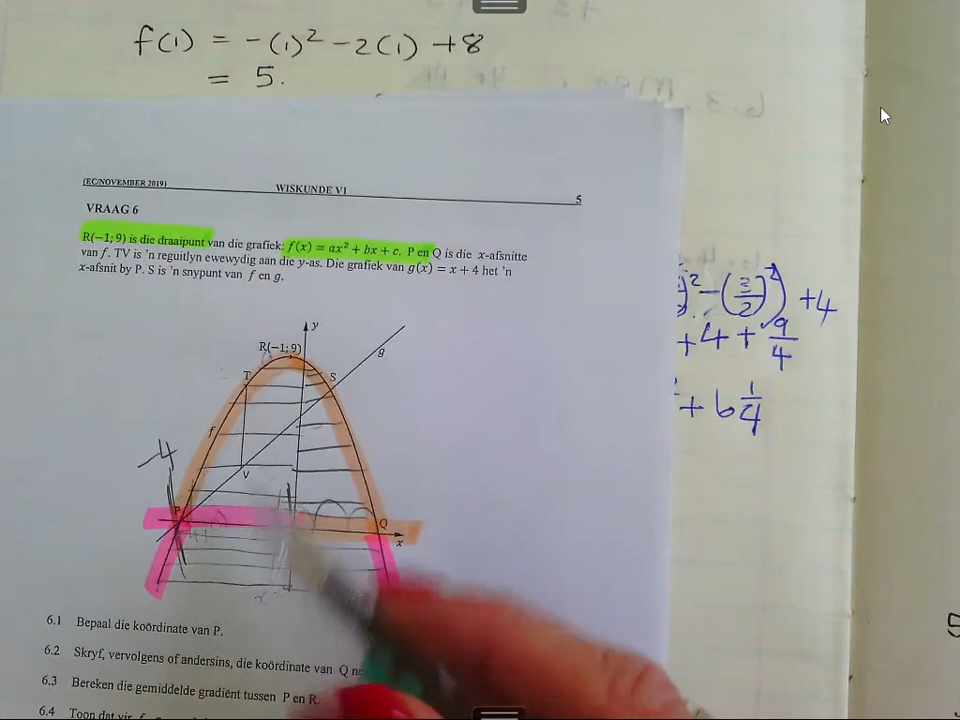 f(1) = -(1)² - 2(1) + 8
= 5.
(EC/NOVEMBER 2019)
WISKUNDE V1
5
VRAAG 6
R(−1; 9) is die draaipunt van die grafiek: f(x) = ax² + bx + c. P en Q is die x-afsnitte
van f. TV is 'n reguitlyn ewewydig aan die y-as. Die grafiek van g(x) = x + 4 het 'n
x-afsnit by P. S is 'n snypunt van f en g.
)² - (3/2)²) + 4
+ 4 + 9/4
+ 6 1/4
y
R(−1; 9)
g
T
S
f
-4
V
P
Q
x
6.1 Bepaal die koördinate van P.
6.2 Skryf, vervolgens of andersins, die koördinate van Q ne
6.3 Bereken die gemiddelde gradiënt tussen P en R.
6.4 Toon dat vir